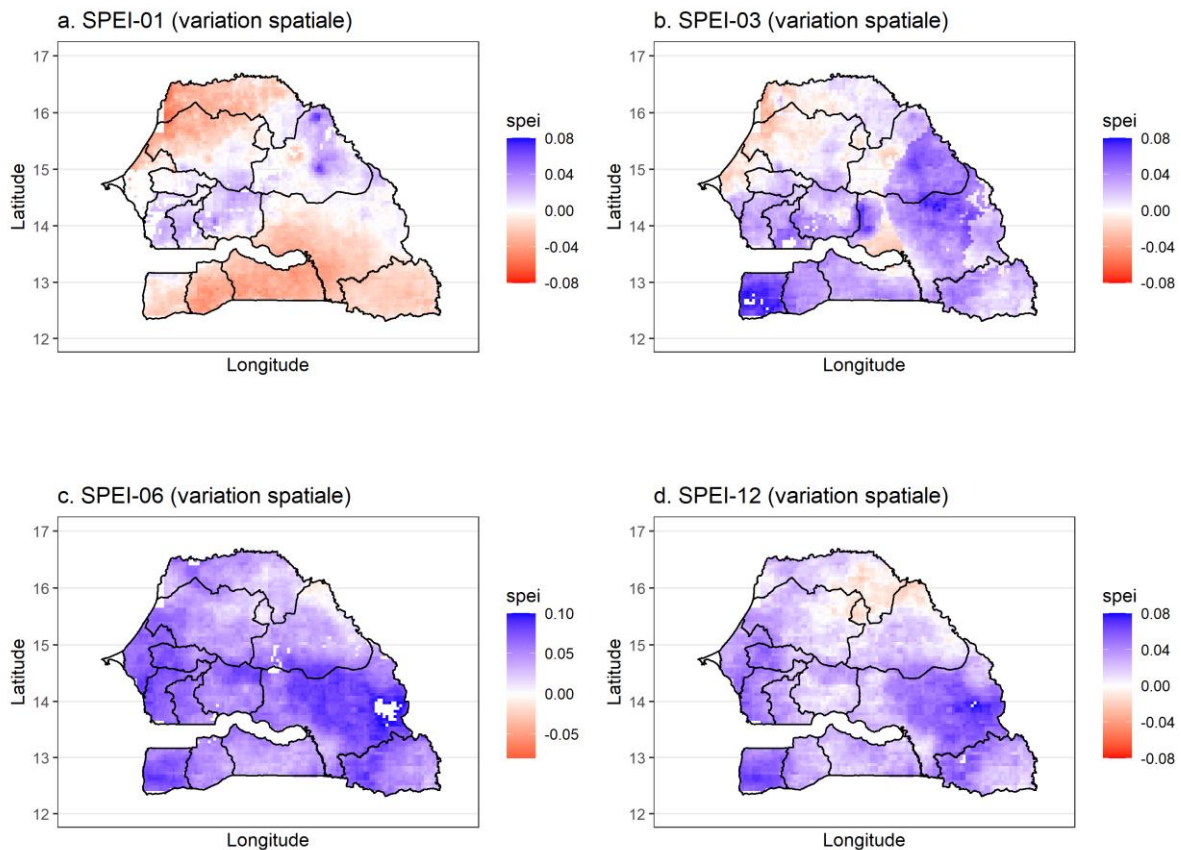 a. SPEI-01 (variation spatiale)
17
16
15
14
13
12
Latitude
Longitude
spei
0.08
0.04
0.00
-0.04
-0.08
b. SPEI-03 (variation spatiale)
17
16
15
14
13
12
Latitude
Longitude
spei
0.08
0.04
0.00
-0.04
-0.08
c. SPEI-06 (variation spatiale)
17
16
15
14
13
12
Latitude
Longitude
spei
0.10
0.05
0.00
-0.05
d. SPEI-12 (variation spatiale)
17
16
15
14
13
12
Latitude
Longitude
spei
0.08
0.04
0.00
-0.04
-0.08